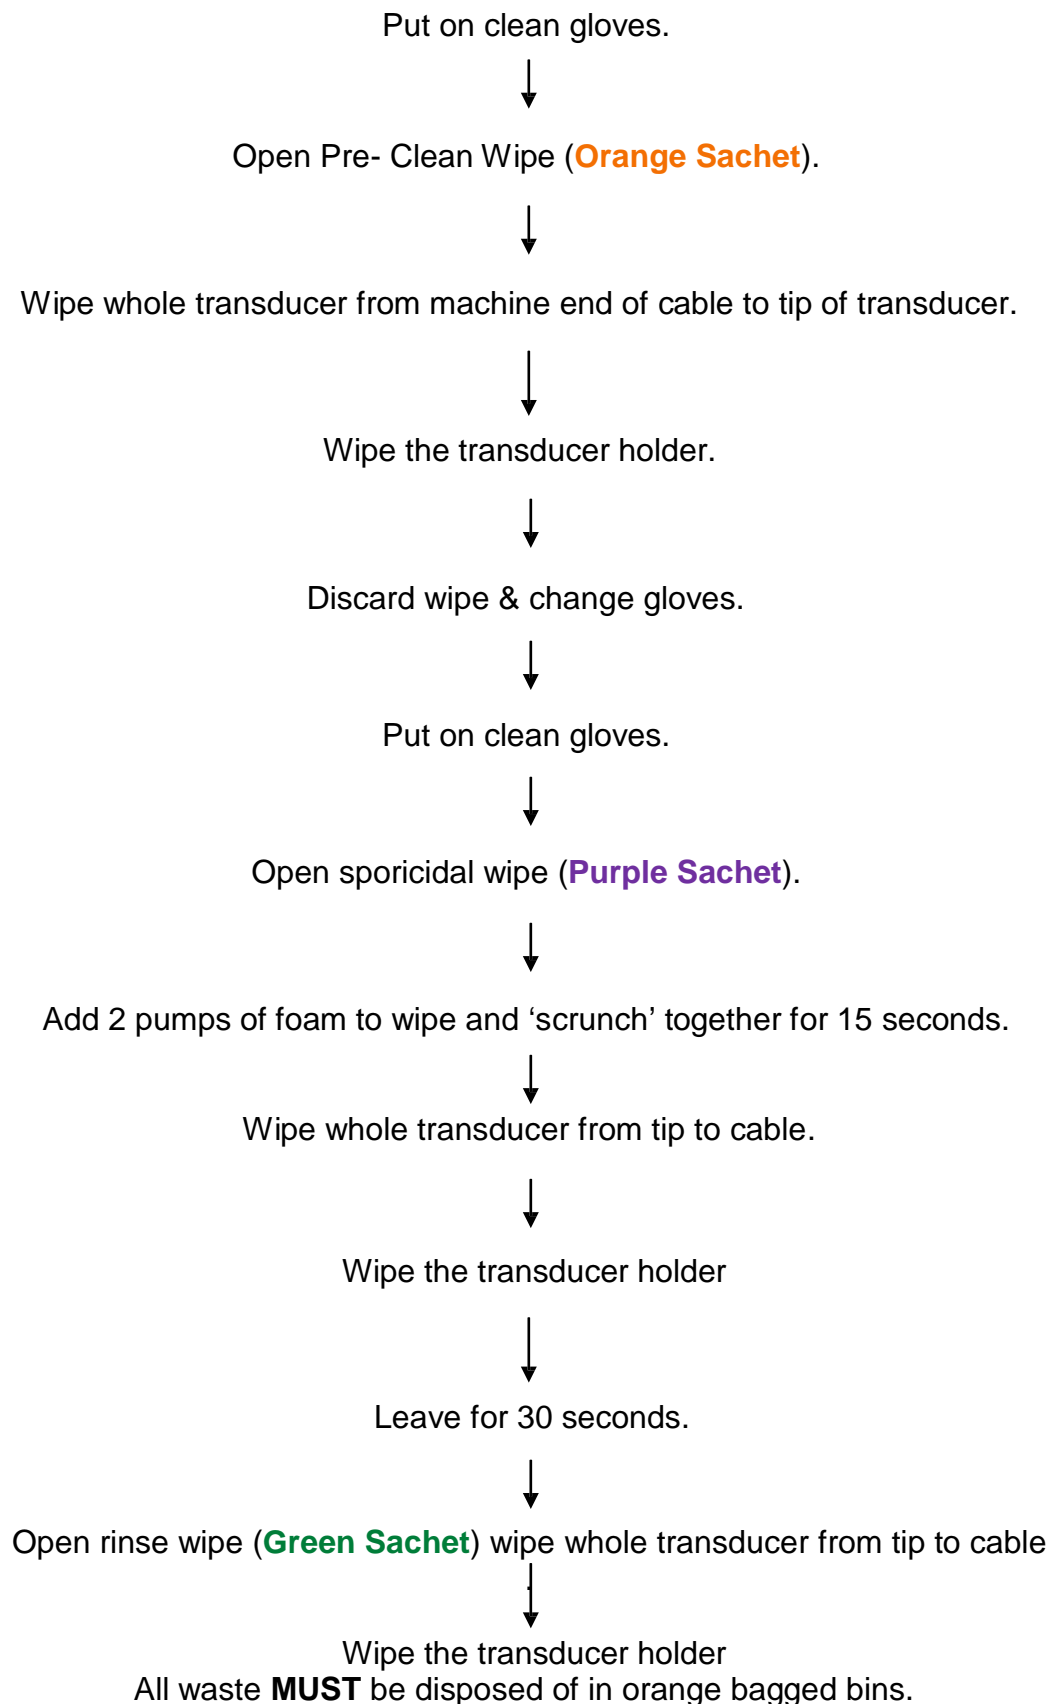 Put on clean gloves.
Open Pre- Clean Wipe (Orange Sachet).
Wipe whole transducer from machine end of cable to tip of transducer.
Wipe the transducer holder.
Discard wipe & change gloves.
Put on clean gloves.
Open sporicidal wipe (Purple Sachet).
Add 2 pumps of foam to wipe and ‘scrunch’ together for 15 seconds.
Wipe whole transducer from tip to cable.
Wipe the transducer holder
Leave for 30 seconds.
Open rinse wipe (Green Sachet) wipe whole transducer from tip to cable
.
Wipe the transducer holder
All waste MUST be disposed of in orange bagged bins.